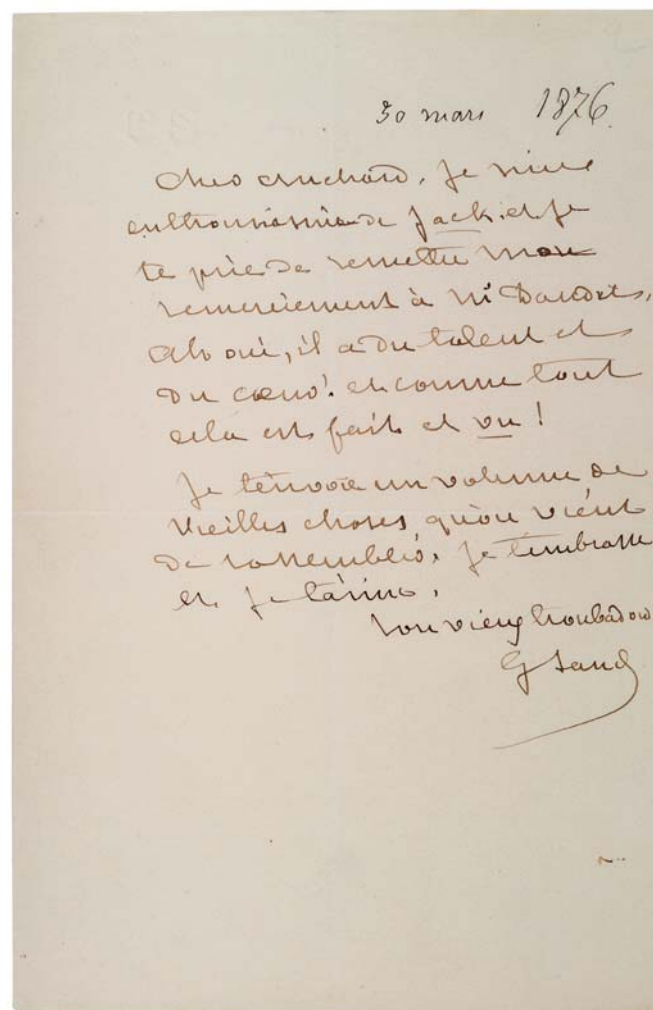 30 mars 1876.
Cher Cruchard, Je suis
enthousiasmée de Jack et je
te prie de remettre mon
remerciement à Mr Daudet,
Ah oui, il a du talent et
du cœur! et comme tout
cela est fait et vu!
Je t'envoie un volume de
vieilles choses qu'on vient
de rassembler. Je t'embrasse
et je t'aime.
Ton vieux troubadour
G Sand